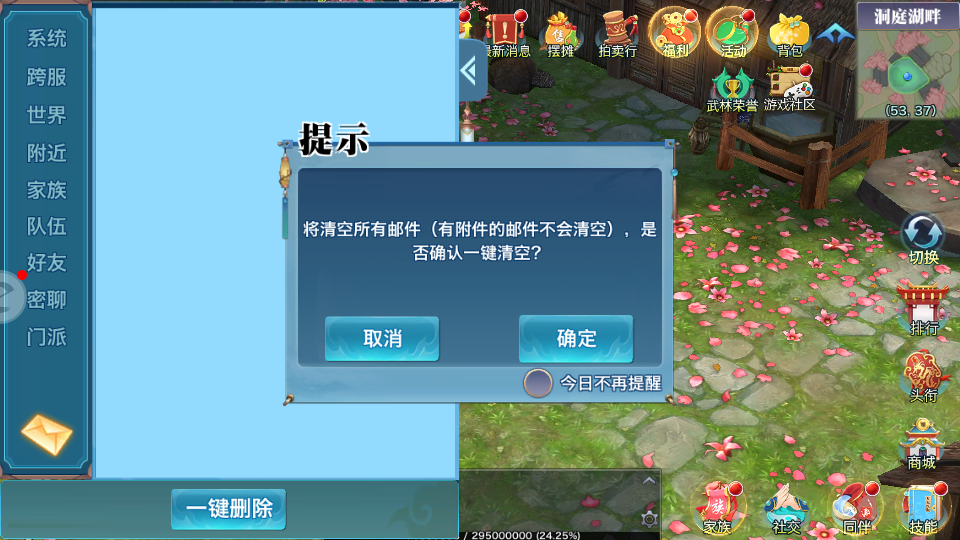 系统
跨服
世界
附近
家族
队伍
好友
密聊
门派
一键删除
最新消息
摆摊
售
拍卖行
福利
活动
背包
武林荣誉
游戏社区
洞庭湖畔
(53, 37)
提示
将清空所有邮件（有附件的邮件不会清空），是
否确认一键清空？
取消
确定
今日不再提醒
切换
排行
头衔
商城
族
家族
社交
同伴
技能
/ 295000000 (24.25%)